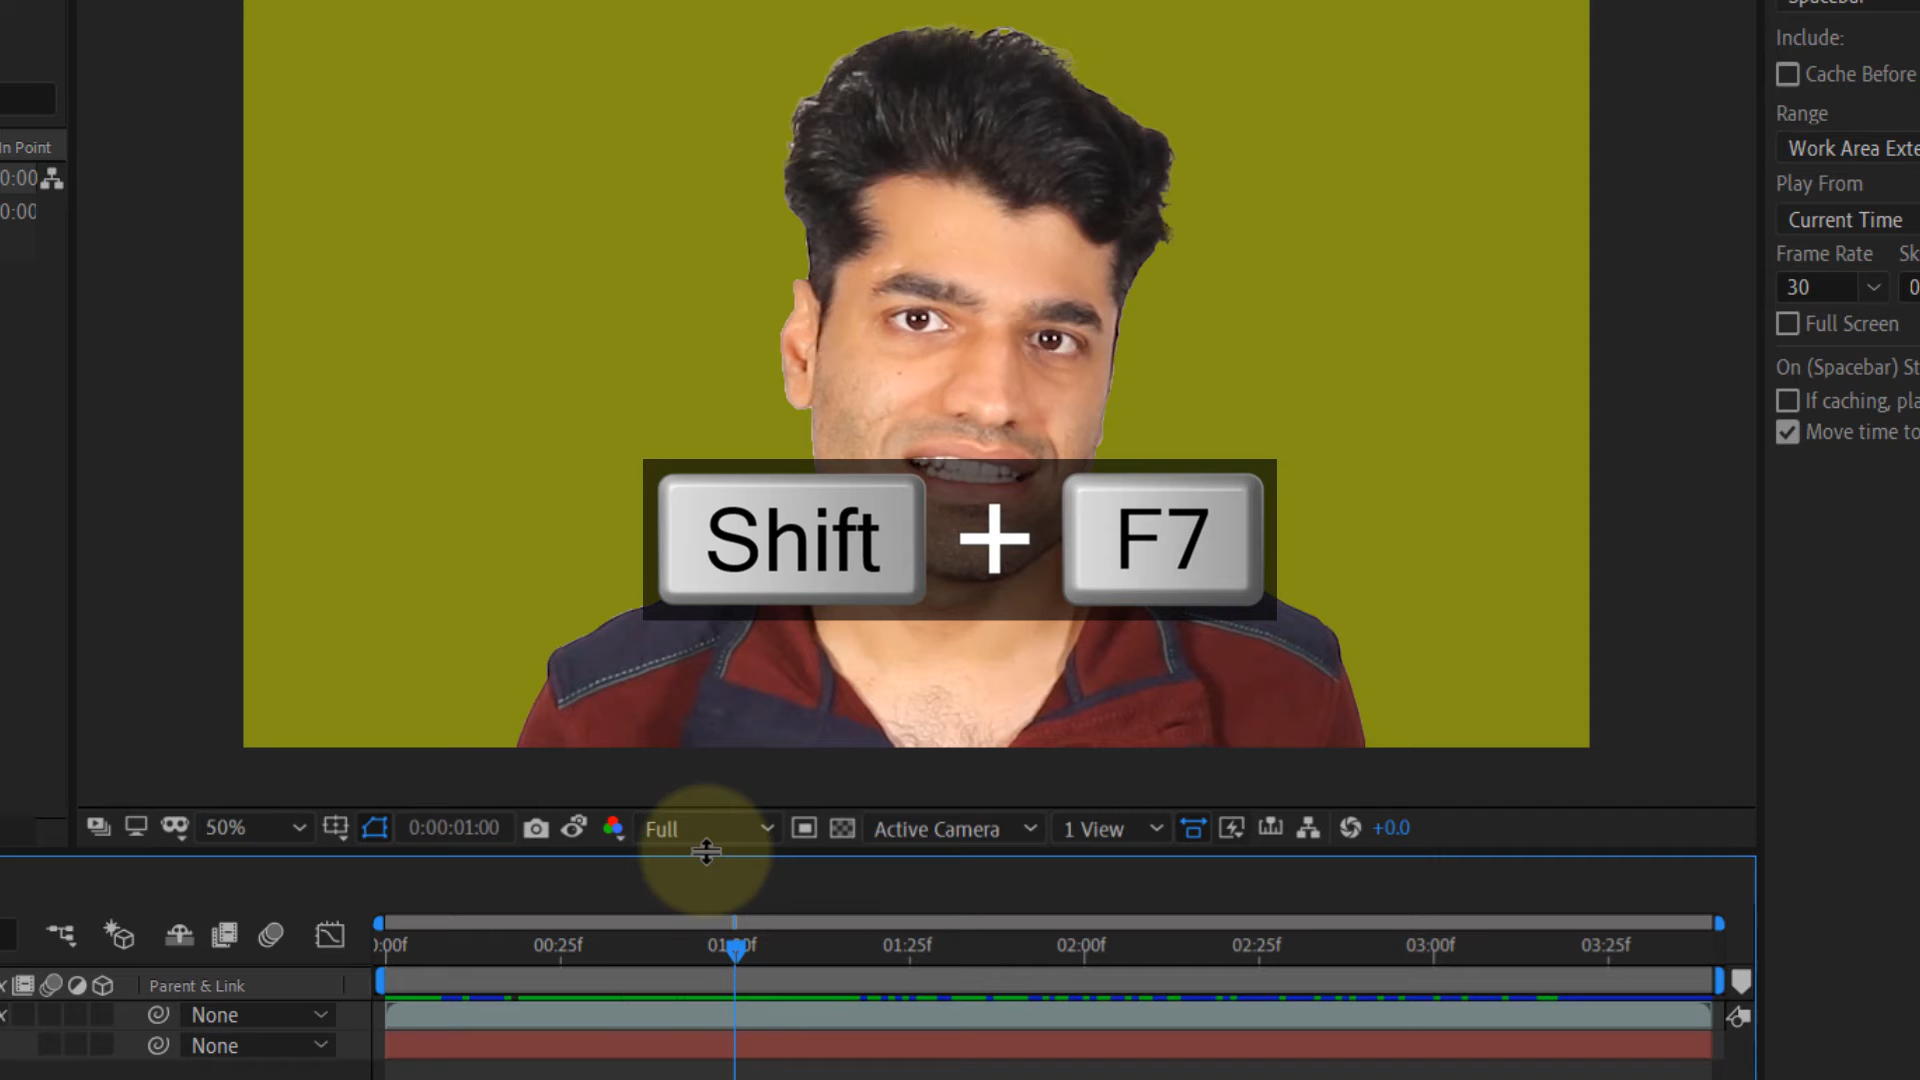 Spacebar
Include:
Cache Before
Range
Work Area Exte
Play From
Current Time
Frame Rate Sk
30 0
Full Screen
On (Spacebar) St
If caching, pla
Move time to
In Point
0:00
0:00
Shift + F7
50% 0:00:01:00 Full Active Camera 1 View +0.0
0:00f 00:25f 01:00f 01:25f 02:00f 02:25f 03:00f 03:25f
Parent & Link
None
None